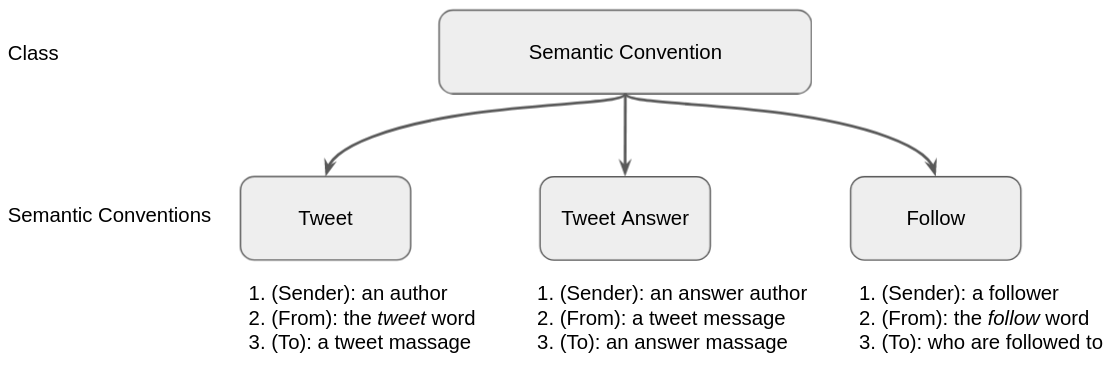 Class
Semantic Convention
Semantic Conventions
Tweet
Tweet Answer
Follow
1. (Sender): an author
2. (From): the tweet word
3. (To): a tweet massage
1. (Sender): an answer author
2. (From): a tweet message
3. (To): an answer massage
1. (Sender): a follower
2. (From): the follow word
3. (To): who are followed to